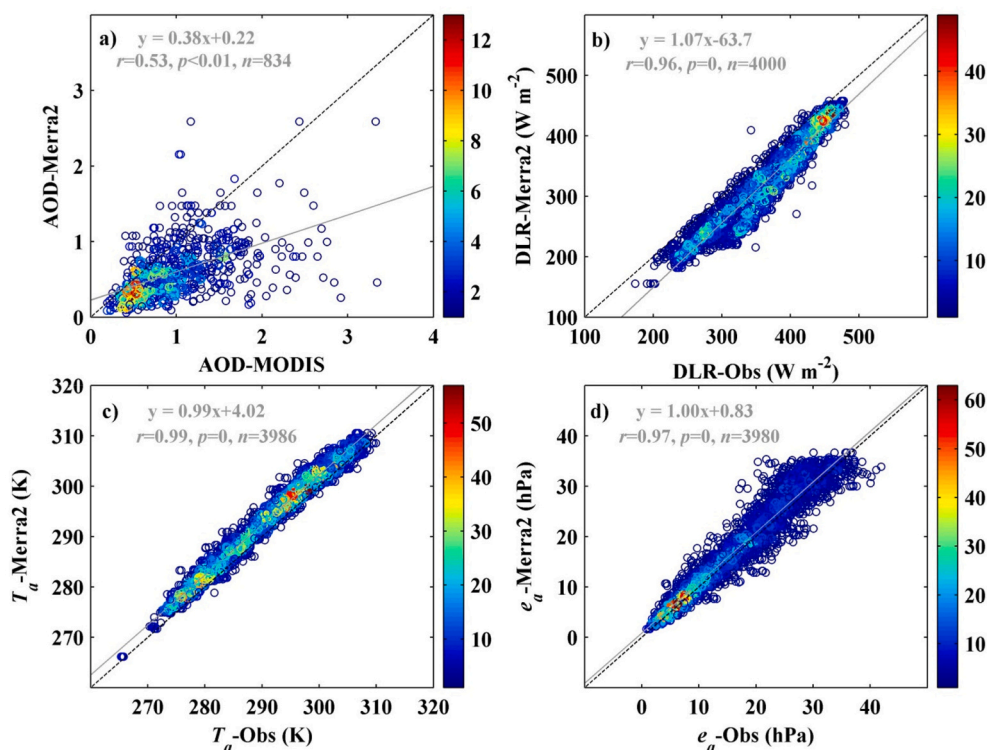 a)
y = 0.38x+0.22
r=0.53, p<0.01, n=834
AOD-Merra2
4
3
2
1
0
0 1 2 3 4
AOD-MODIS
12
10
8
6
4
2
b)
y = 1.07x-63.7
r=0.96, p=0, n=4000
DLR-Merra2 (W m⁻²)
500
400
300
200
100
100 200 300 400 500
DLR-Obs (W m⁻²)
40
30
20
10
c)
y = 0.99x+4.02
r=0.99, p=0, n=3986
Tₐ-Merra2 (K)
320
310
300
290
280
270
270 280 290 300 310 320
Tₐ-Obs (K)
50
40
30
20
10
d)
y = 1.00x+0.83
r=0.97, p=0, n=3980
eₐ-Merra2 (hPa)
40
30
20
10
0
0 10 20 30 40
eₐ-Obs (hPa)
60
50
40
30
20
10